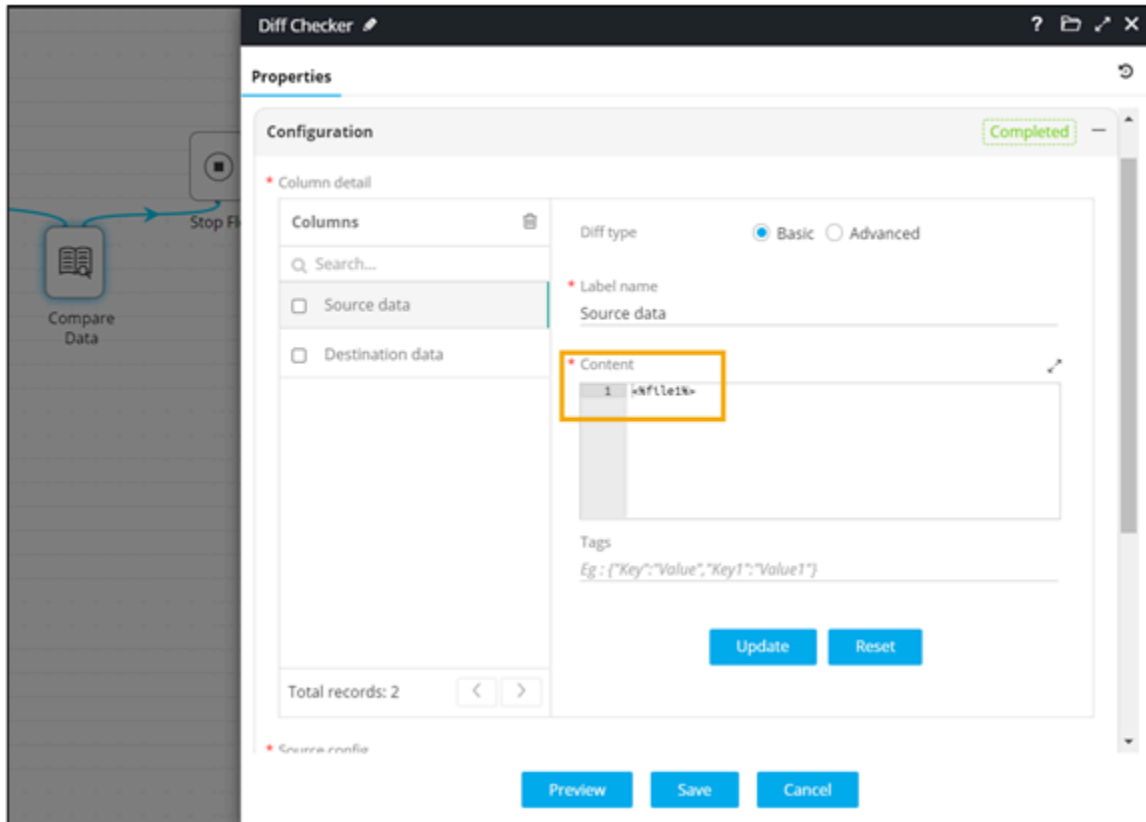 Diff Checker
?
Properties
Configuration
Completed
* Column detail
Columns
Search...
Source data
Destination data
Total records: 2
Diff type
Basic
Advanced
* Label name
Source data
* Content
1 <%file1%>
Tags
Eg : {"Key":"Value","Key1":"Value1"}
Update
Reset
* Source config
Preview
Save
Cancel
Stop
Compare
Data